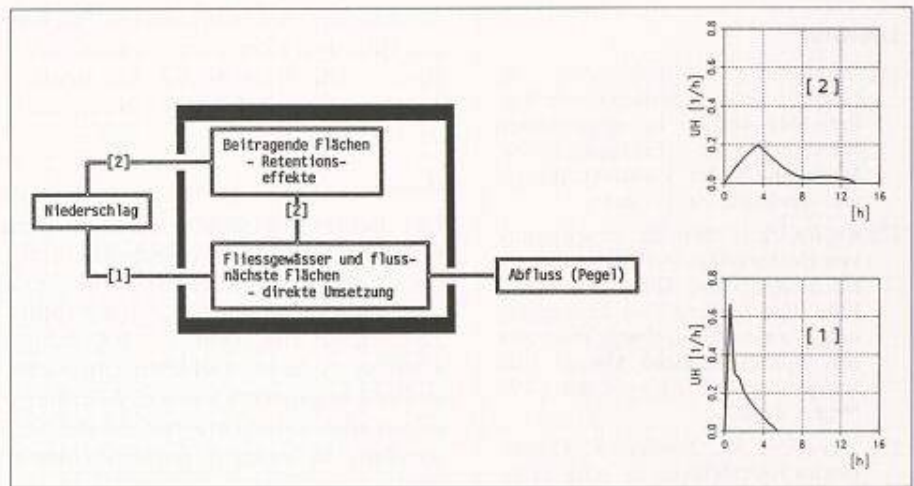 [2]
Beitragende Flächen
- Retentions-
effekte
Niederschlag
[2]
[1]
Fliessgewässer und fluss-
nächste Flächen
- direkte Umsetzung
Abfluss (Pegel)
UH [1/h]
0.8
0.6
0.4
0.2
0.0
[2]
0 4 8 12 16
[h]
UH [1/h]
0.8
0.6
0.4
0.2
0.0
[1]
0 4 8 12 16
[h]